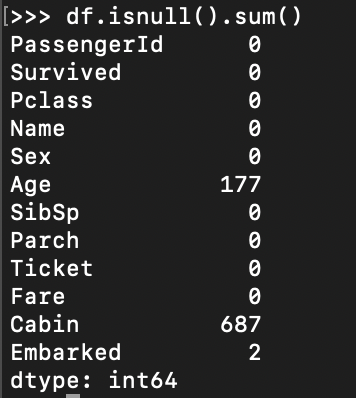 [>>> df.isnull().sum()
PassengerId      0
Survived         0
Pclass           0
Name             0
Sex              0
Age            177
SibSp            0
Parch            0
Ticket           0
Fare             0
Cabin          687
Embarked         2
dtype: int64